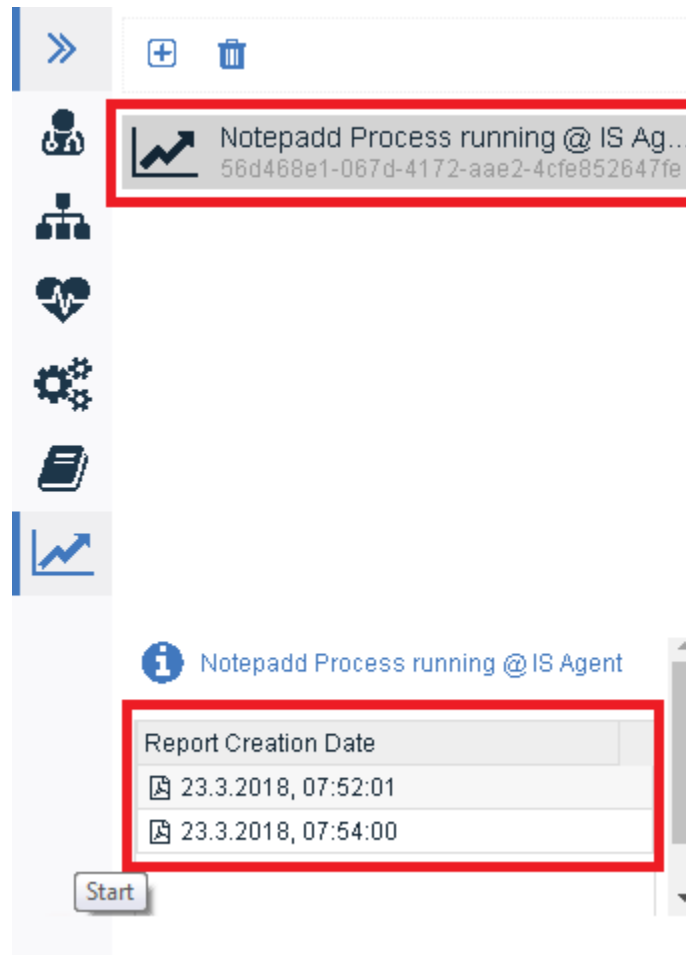 Notepadd Process running @ IS Ag...
56d468e1-067d-4172-aae2-4cfe852647fe
Notepadd Process running @ IS Agent
Report Creation Date
23.3.2018, 07:52:01
23.3.2018, 07:54:00
Start